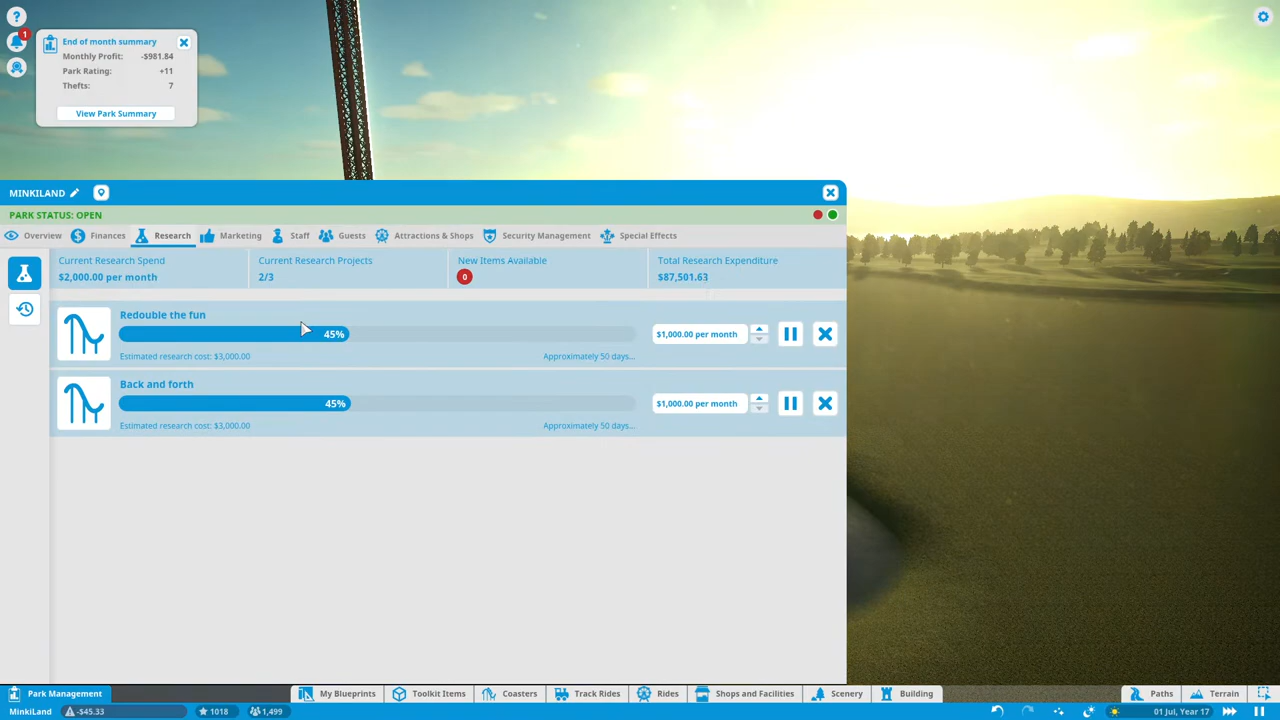 ?
1
End of month summary
Monthly Profit: -$981.84
Park Rating: +11
Thefts: 7
View Park Summary
MINKILAND
PARK STATUS: OPEN
Overview Finances Research Marketing Staff Guests Attractions & Shops Security Management Special Effects
Current Research Spend Current Research Projects New Items Available Total Research Expenditure
$2,000.00 per month 2/3 0 $87,501.63
Redouble the fun
45% $1,000.00 per month
Estimated research cost: $3,000.00 Approximately 50 days...
Back and forth
45% $1,000.00 per month
Estimated research cost: $3,000.00 Approximately 50 days...
Park Management My Blueprints Toolkit Items Coasters Track Rides Rides Shops and Facilities Scenery Building Paths Terrain
MinkiLand -$45.33 1018 1,499 01 Jul, Year 17